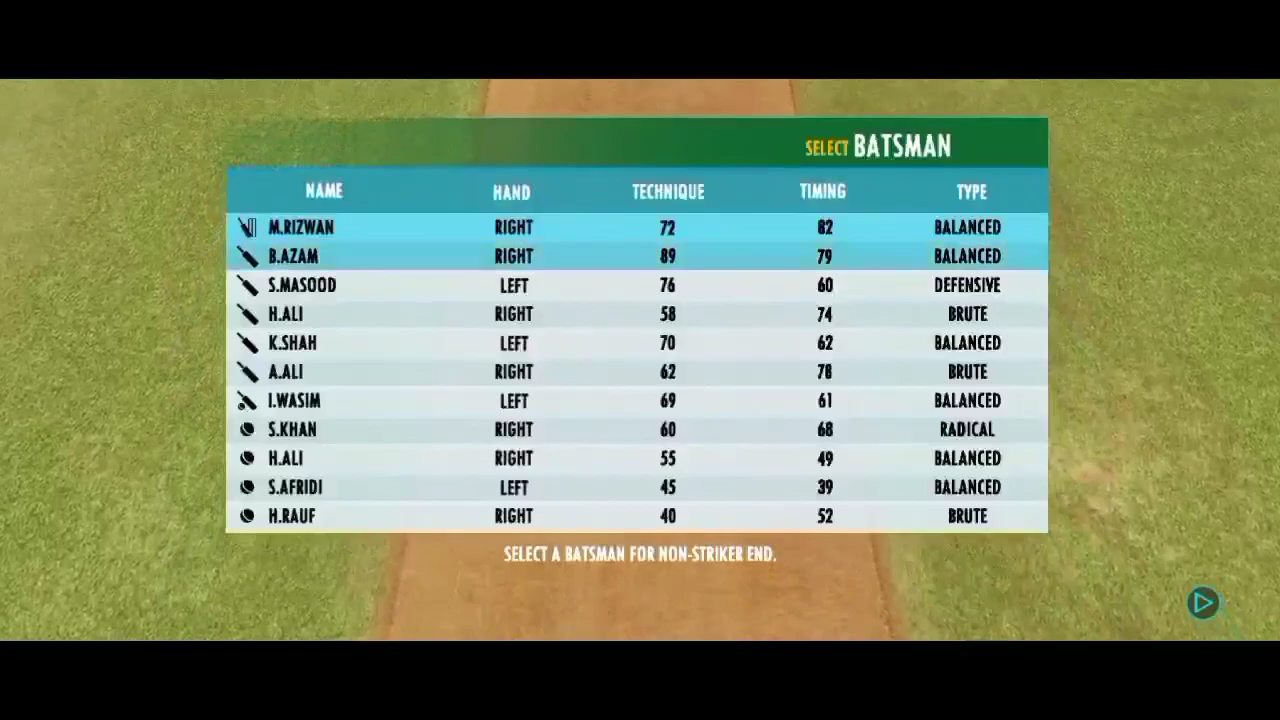 SELECT BATSMAN
NAME HAND TECHNIQUE TIMING TYPE
M.RIZWAN RIGHT 72 82 BALANCED
B.AZAM RIGHT 89 79 BALANCED
S.MASOOD LEFT 76 60 DEFENSIVE
H.ALI RIGHT 58 74 BRUTE
K.SHAH LEFT 70 62 BALANCED
A.ALI RIGHT 62 78 BRUTE
I.WASIM LEFT 69 61 BALANCED
S.KHAN RIGHT 60 68 RADICAL
H.ALI RIGHT 55 49 BALANCED
S.AFRIDI LEFT 45 39 BALANCED
H.RAUF RIGHT 40 52 BRUTE
SELECT A BATSMAN FOR NON-STRIKER END.